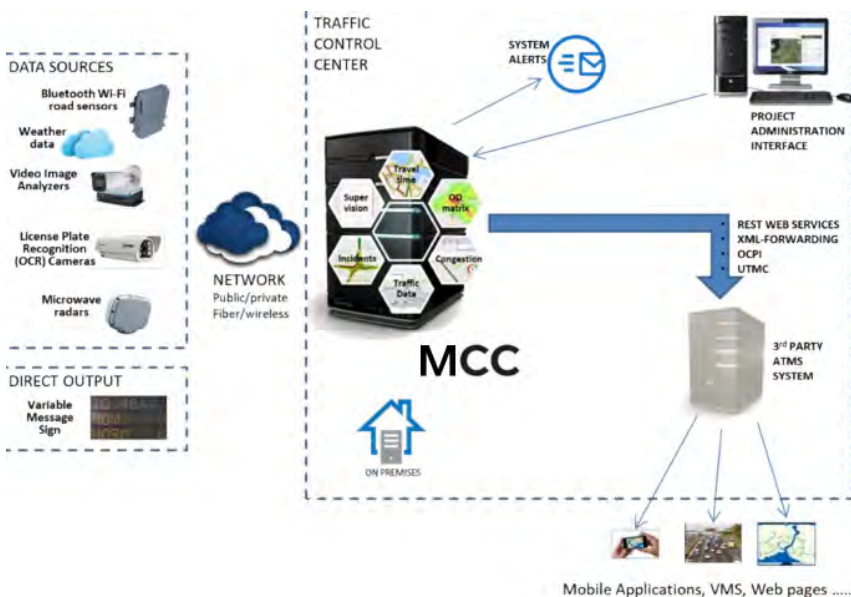 DATA SOURCES
Bluetooth Wi-Fi
road sensors
Weather
data
Video Image
Analyzers
License Plate
Recognition
(OCR) Cameras
Microwave
radars
DIRECT OUTPUT
Variable
Message
Sign
NETWORK
Public/private
Fiber/wireless
TRAFFIC
CONTROL
CENTER
SYSTEM
ALERTS
PROJECT
ADMINISTRATION
INTERFACE
Travel
time
Super
vision
OD
matrix
Incidents
Congestion
Traffic
Data
MCC
ON PREMISES
• REST WEB SERVICES
• XML-FORWARDING
• OCPI
• UTMC
3rd PARTY
ATMS
SYSTEM
Mobile Applications, VMS, Web pages .....